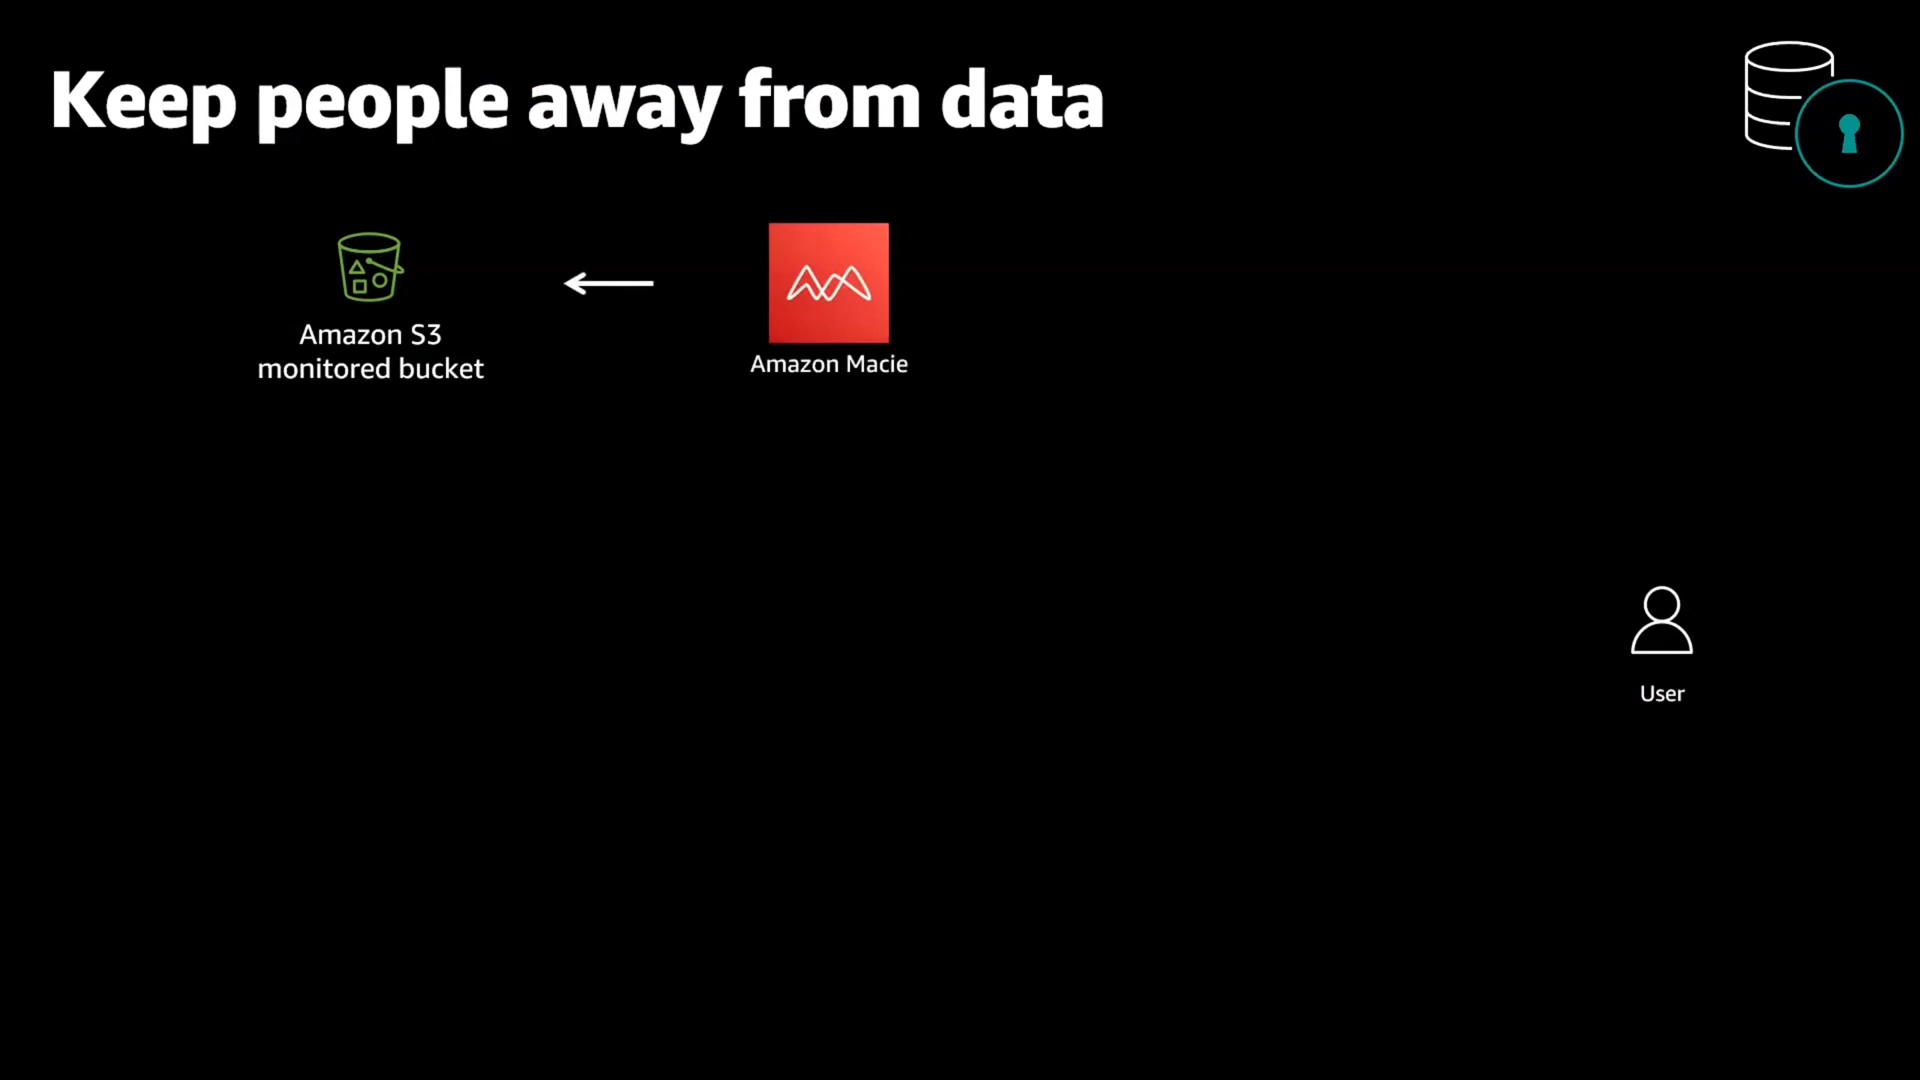 Keep people away from data
Amazon S3
monitored bucket
Amazon Macie
User